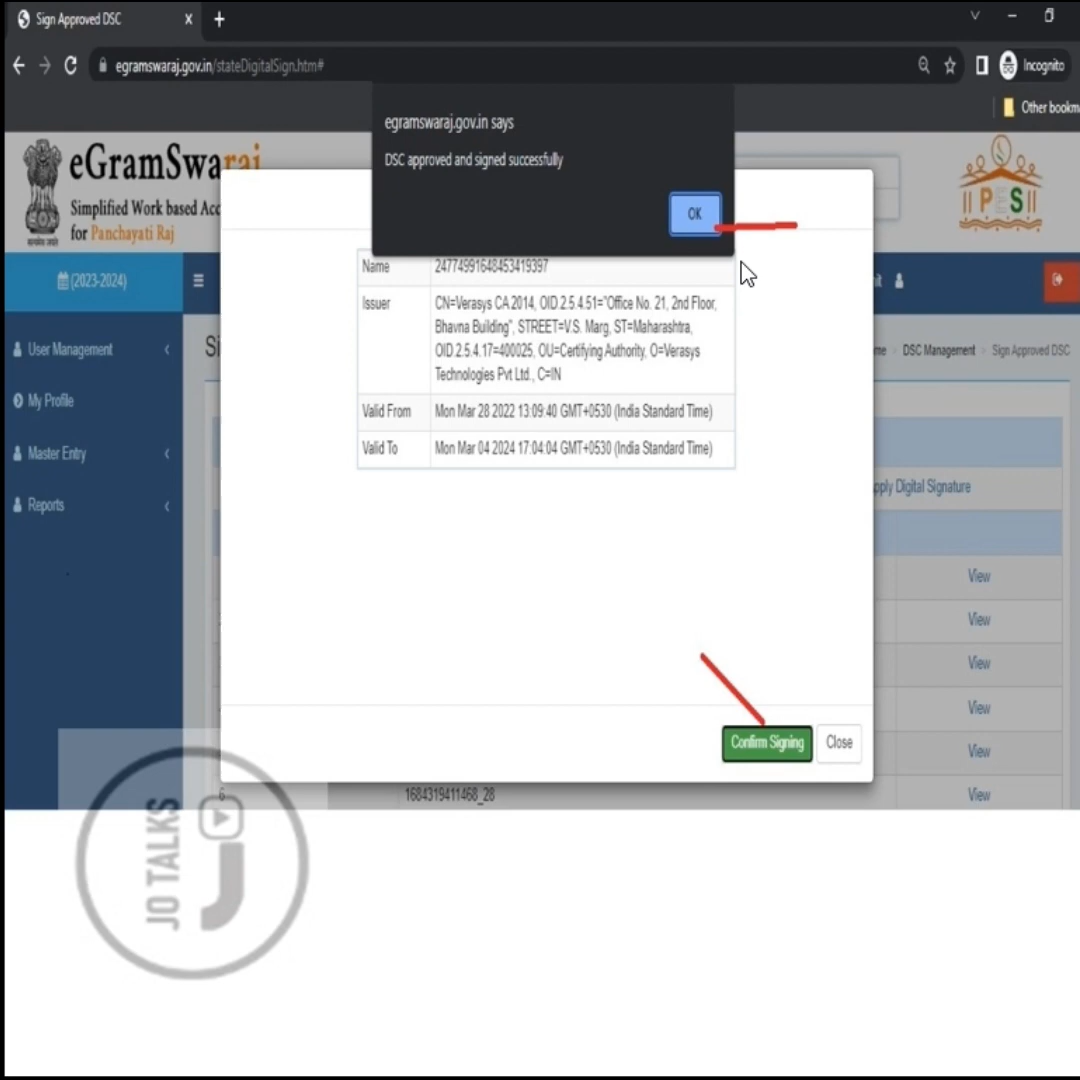 Sign Approved DSC
egramswaraj.gov.in/stateDigitalSign.htm#
Incognito
Other bookm
egramswaraj.gov.in says
DSC approved and signed successfully
OK
eGramSwaraj
Simplified Work based Acc
for Panchayati Raj
PES
(2023-2024)
User Management
My Profile
Master Entry
Reports
Si
DSC Management
Sign Approved DSC
Name 24774991648453419397
Issuer CN=Verasys CA 2014, OID.2.5.4.51="Office No. 21, 2nd Floor,
Bhavna Building", STREET=V.S. Marg, ST=Maharashtra,
OID.2.5.4.17=400025, OU=Certifying Authority, O=Verasys
Technologies Pvt Ltd., C=IN
Valid From Mon Mar 28 2022 13:09:40 GMT+0530 (India Standard Time)
Valid To Mon Mar 04 2024 17:04:04 GMT+0530 (India Standard Time)
pply Digital Signature
View
View
View
View
View
Confirm Signing Close
6 1684319411468_28 View
JO TALKS
J